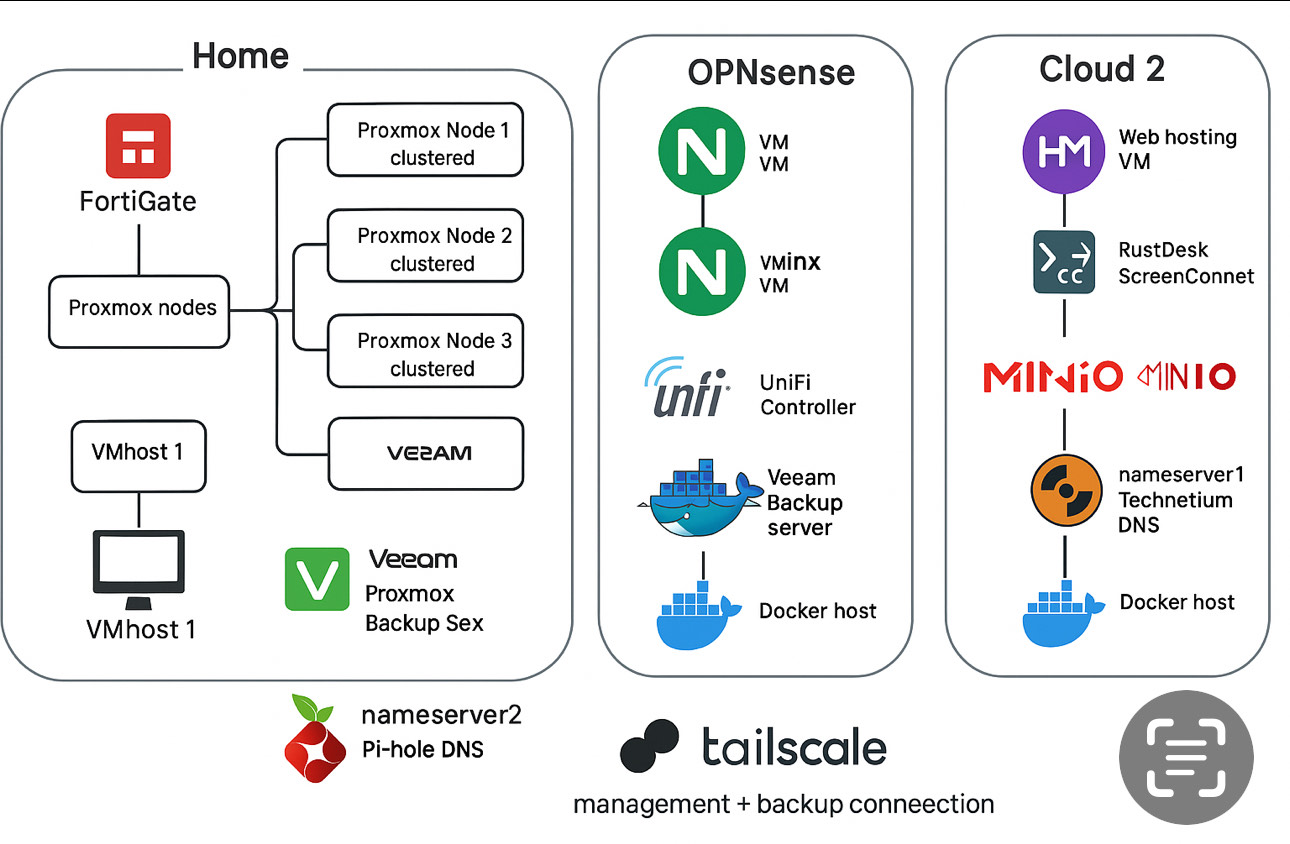 Home
FortiGate
Proxmox nodes
Proxmox Node 1
clustered
Proxmox Node 2
clustered
Proxmox Node 3
clustered
VEEAM
VMhost 1
VMhost 1
V
Veeam
Proxmox
Backup Sex
nameserver2
Pi-hole DNS
OPNsense
N
VM
VM
N
VMinx
VM
unfi
UniFi
Controller
Veeam
Backup
server
Docker host
Cloud 2
HM
Web hosting
VM
cc
RustDesk
ScreenConnet
MINiO
MINIO
nameserver1
Technetium
DNS
Docker host
tailscale
management + backup conneection